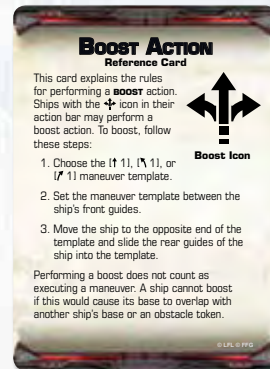 BOOST ACTION
Reference Card
This card explains the rules
for performing a BOOST action.
Ships with the icon in their
action bar may perform a
boost action. To boost, follow
these steps:
Boost Icon
1. Choose the [↑ 1], [↖ 1], or
[↗ 1] maneuver template.
2. Set the maneuver template between the
ship's front guides.
3. Move the ship to the opposite end of the
template and slide the rear guides of the
ship into the template.
Performing a boost does not count as
executing a maneuver. A ship cannot boost
if this would cause its base to overlap with
another ship's base or an obstacle token.
© LFL © FFG